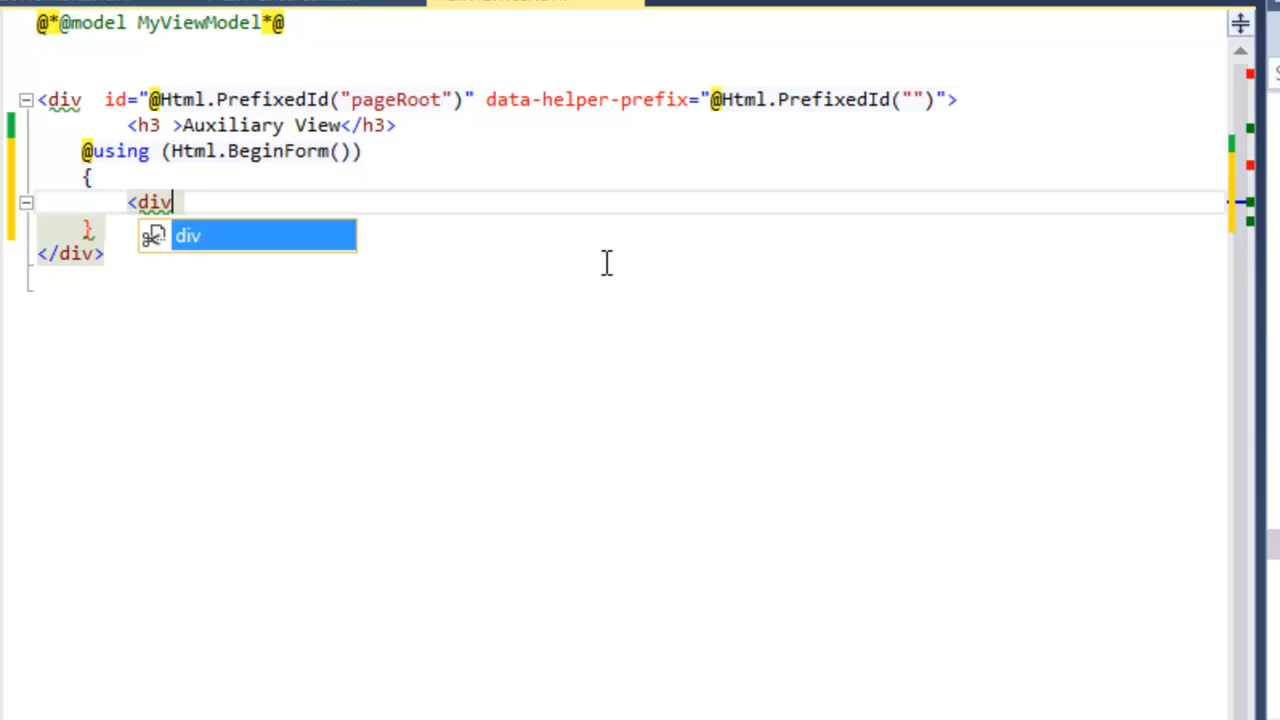 @*@model MyViewModel*@
<div  id="@Html.PrefixedId("pageRoot")" data-helper-prefix="@Html.PrefixedId("")">
<h3 >Auxiliary View</h3>
@using (Html.BeginForm())
{
<div
div
}
</div>